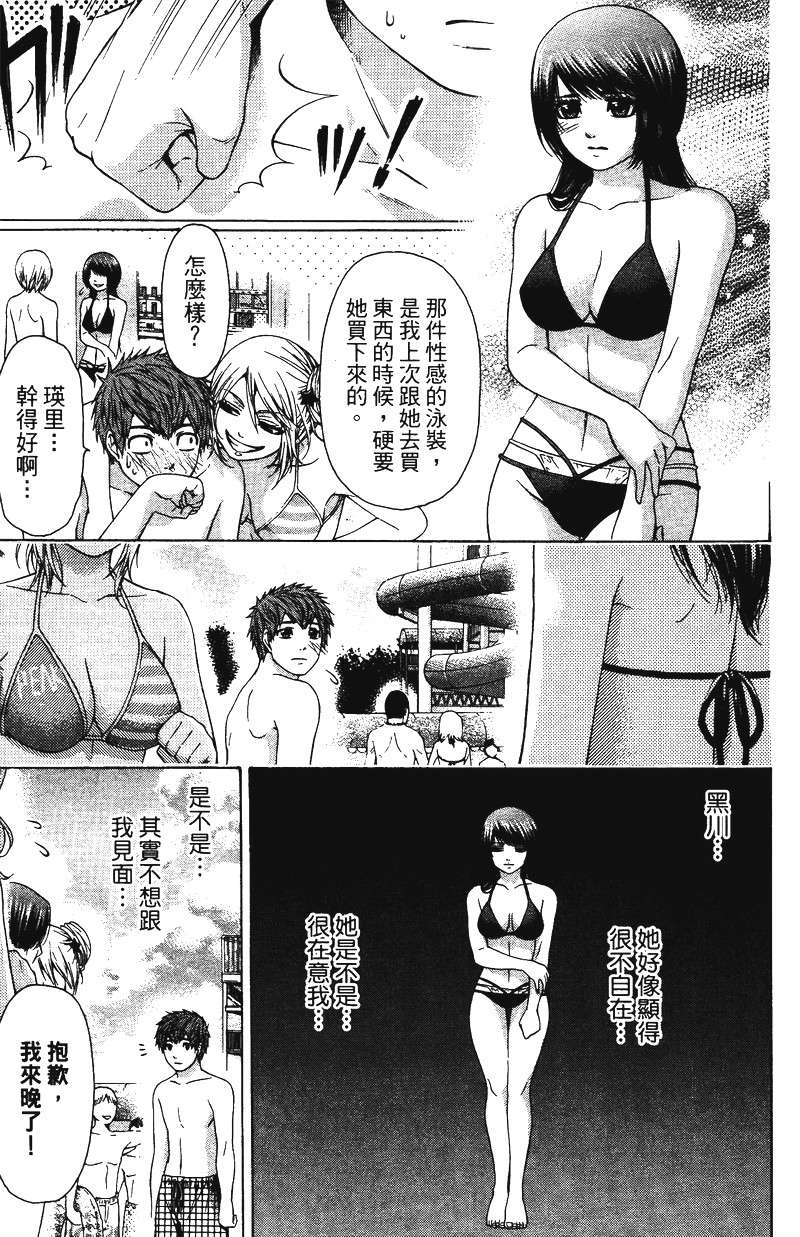 那件性感的泳裝，
是我上次跟她去買
東西的時候，硬要
她買下來的。
怎麼樣？
瑛里…
幹得好啊…
黑川…
她好像顯得
很不自在…
她是不是…
很在意我…
是不是…
其實不想跟
我見面…
抱歉，
我來晚了！